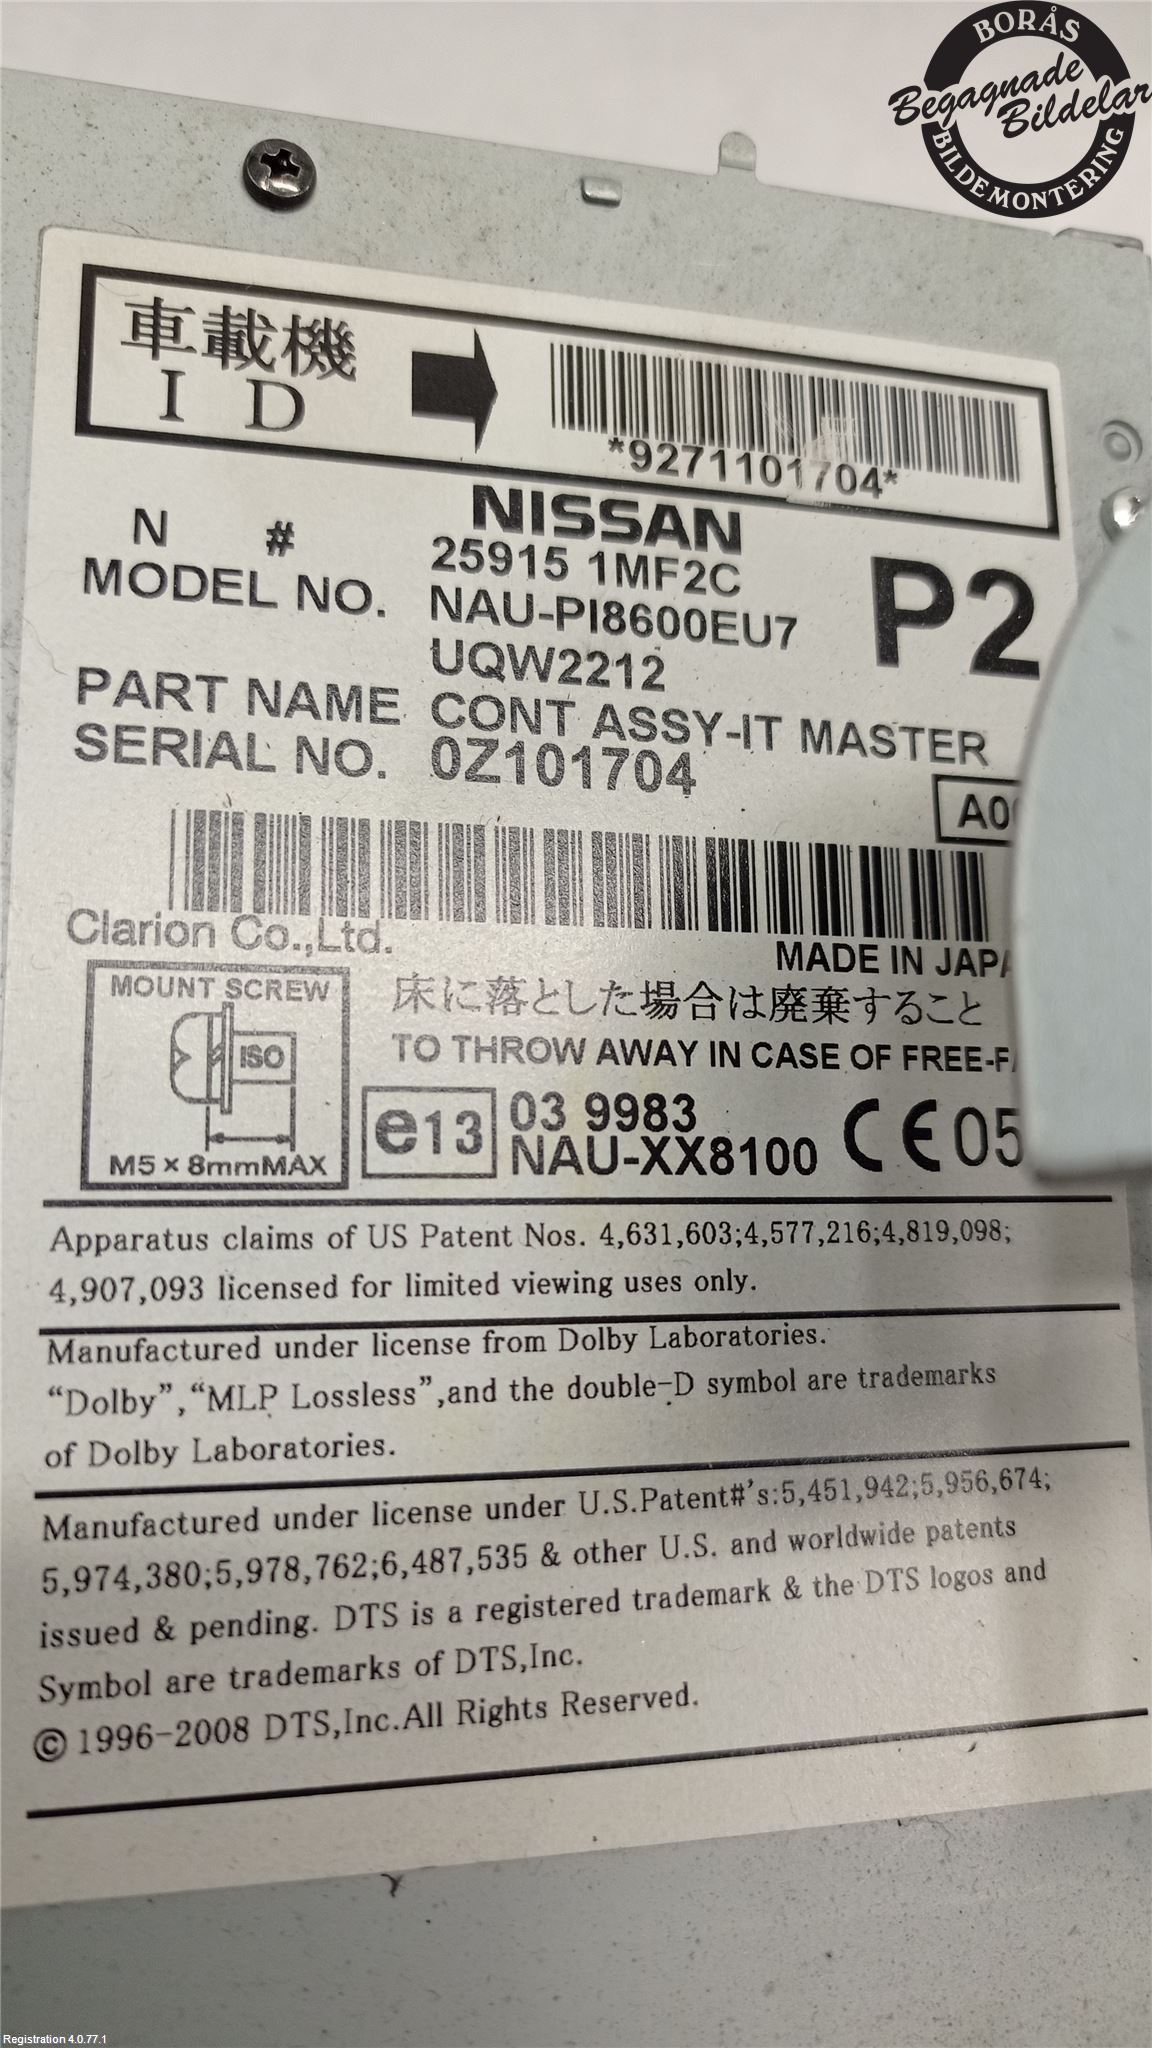 BORÅS
Begagnade
Bildelar
BILDEMONTERING
車載機
ID
*9271101704*
NISSAN
N # 25915 1MF2C
MODEL NO. NAU-PI8600EU7
UQW2212
P2
PART NAME CONT ASSY-IT MASTER
SERIAL NO. 0Z101704
Clarion Co.,Ltd.
MADE IN
MOUNT SCREW
ISO
M5×8mmMAX
床に落とした場合は廃棄すること
TO THROW AWAY IN CASE OF
e13
03 9983
NAU-XX8100
CE
Apparatus claims of US Patent Nos. 4,631,603;4,577,216;4,819,098;
4,907,093 licensed for limited viewing uses only.
Manufactured under license from Dolby Laboratories.
“Dolby”,“MLP Lossless”,and the double-D symbol are trademarks
of Dolby Laboratories.
Manufactured under license under U.S.Patent#'s:5,451,942;5,956,674;
5,974,380;5,978,762;6,487,535 & other U.S. and worldwide patents
issued & pending. DTS is a registered trademark & the DTS logos and
Symbol are trademarks of DTS,Inc.
© 1996-2008 DTS,Inc.All Rights Reserved.
Registration 4.0.77.1